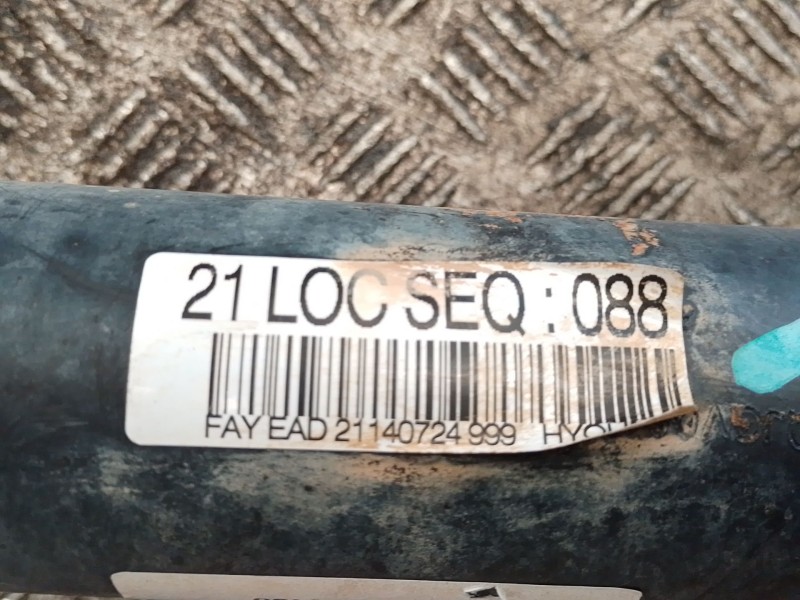 21 LOC SEQ : 088
FAY EAD 21140724 999